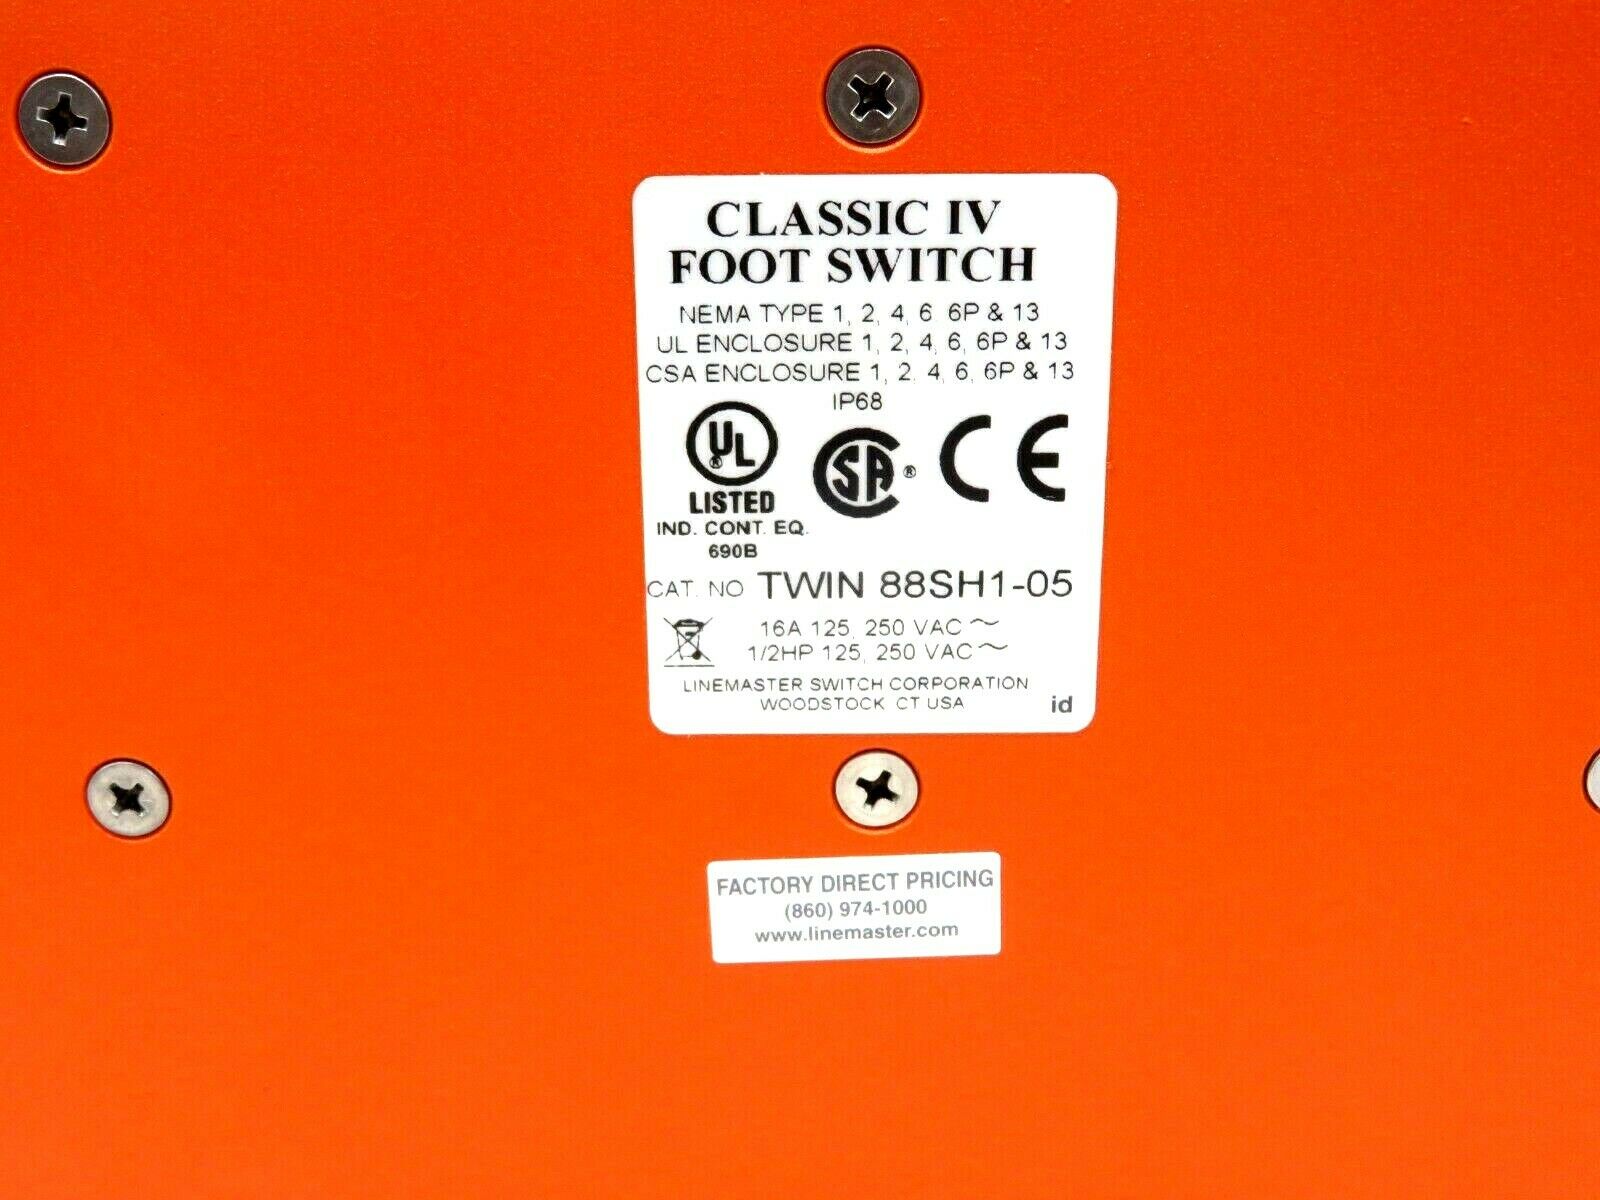 CLASSIC IV
FOOT SWITCH
NEMA TYPE 1, 2, 4, 6 6P & 13
UL ENCLOSURE 1, 2, 4, 6, 6P & 13
CSA ENCLOSURE 1, 2. 4, 6, 6P & 13
IP68
UL ®
LISTED
IND. CONT. EQ.
690B
CSA ®
CE
CAT. NO TWIN 88SH1-05
16A 125, 250 VAC ~
1/2HP 125, 250 VAC ~
LINEMASTER SWITCH CORPORATION
WOODSTOCK, CT USA
id
FACTORY DIRECT PRICING
(860) 974-1000
www.linemaster.com